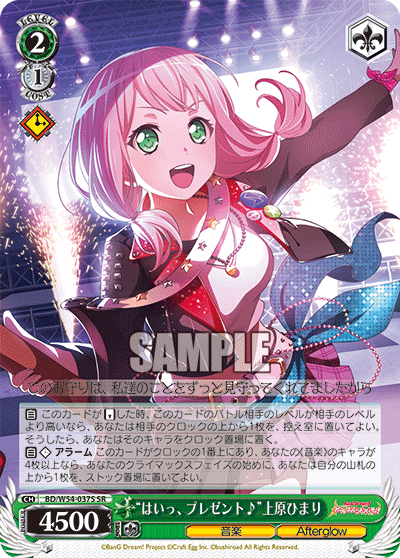 LEVEL
2
1
COST
SAMPLE
このお守りは、私達のことをずっと見守ってくれてましたから
【自】 このカードが【】した時、このカードのバトル相手のレベルが相手のレベル
より高いなら、あなたは相手のクロックの上から1枚を、控え室に置いてよい。
そうしたら、あなたはそのキャラをクロック置場に置く。
【自】 アラーム このカードがクロックの1番上にあり、あなたの《音楽》のキャラが
4枚以上なら、あなたのクライマックスフェイズの始めに、あなたは自分の山札の
上から1枚を、ストック置場に置く。
CH BD/WS4-037S SR
4500
“はいっ、プレゼント♪”上原ひまり
音楽
Afterglow
©BanG Dream! Project ©Craft Egg Inc. ©bushiroad All Rights Reserved.